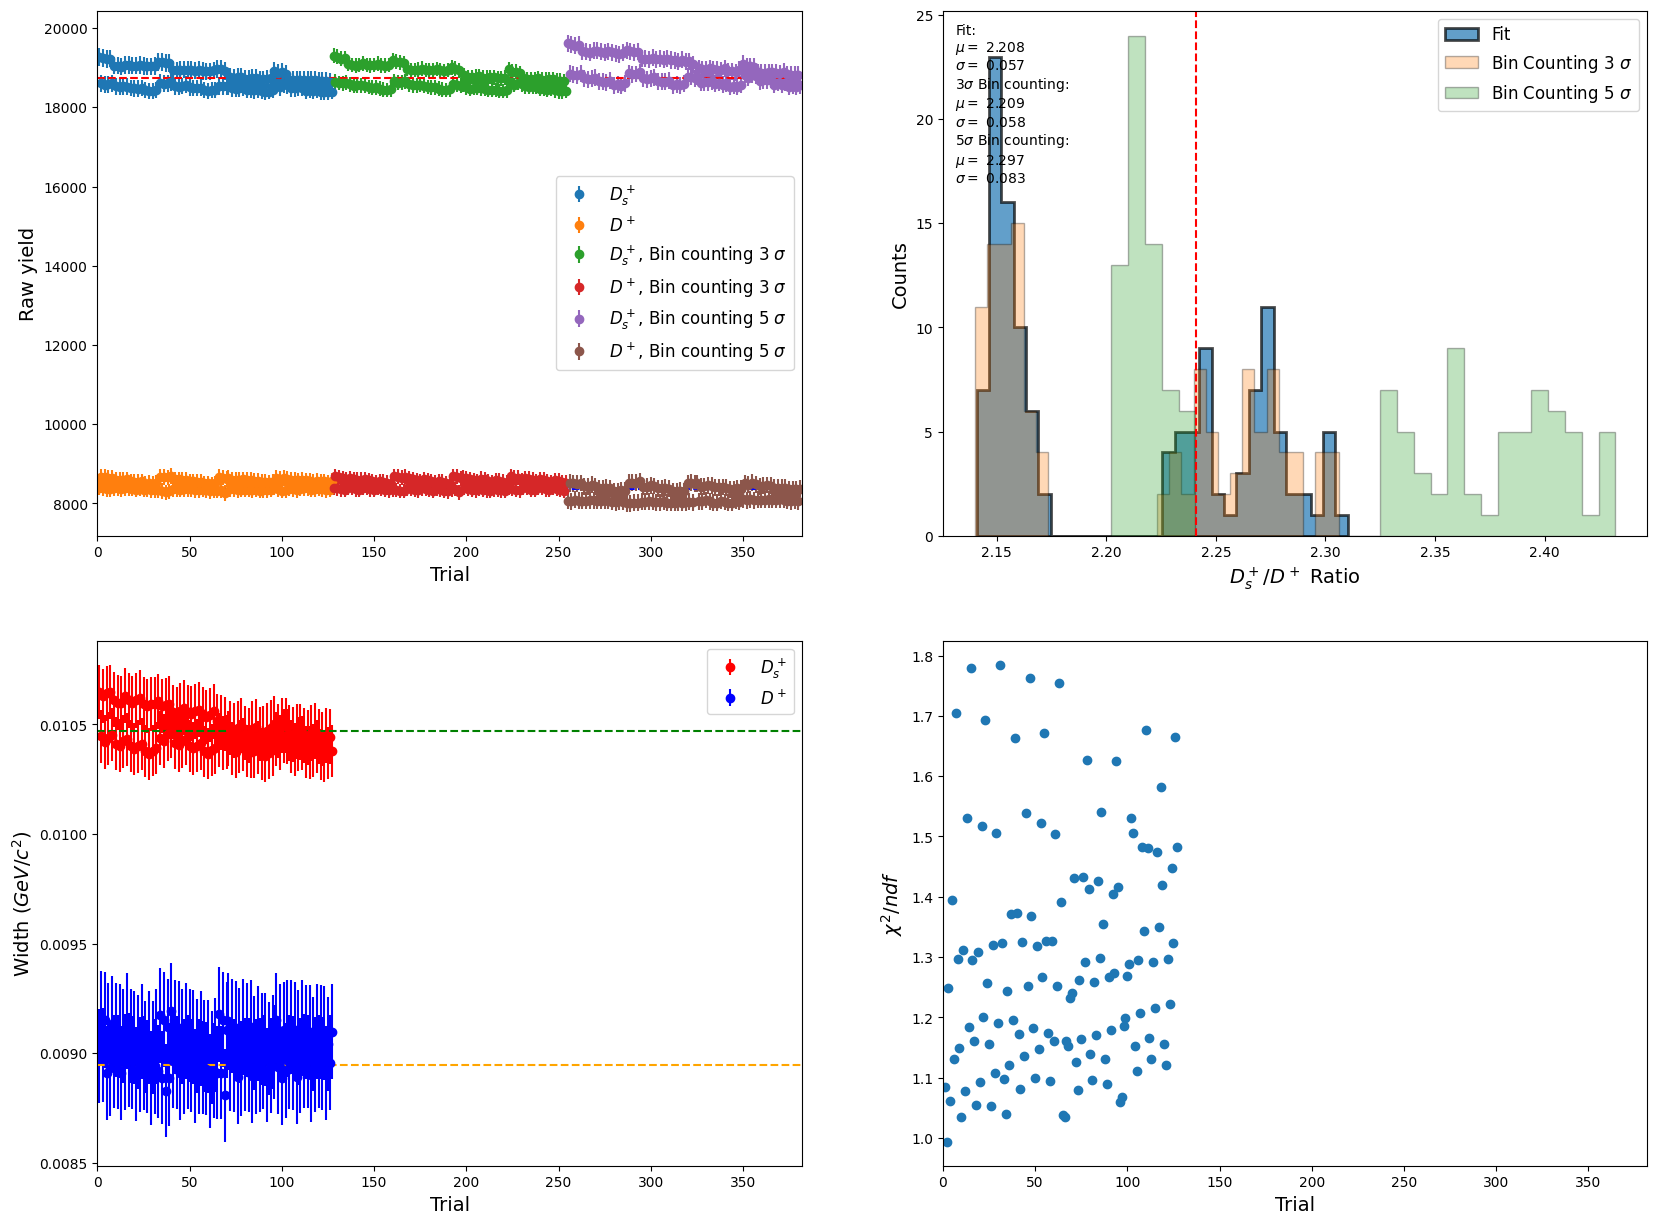 20000
18000
16000
14000
12000
10000
8000
Raw yield
0 50 100 150 200 250 300 350
Trial
D_s^+
D^+
D_s^+, Bin counting 3 σ
D^+, Bin counting 3 σ
D_s^+, Bin counting 5 σ
D^+, Bin counting 5 σ
25
20
15
10
5
0
Counts
2.15 2.20 2.25 2.30 2.35 2.40
D_s^+/D^+ Ratio
Fit:
μ = 2.208
σ = 0.057
3σ Bin counting:
μ = 2.209
σ = 0.058
5σ Bin counting:
μ = 2.297
σ = 0.083
Fit
Bin Counting 3 σ
Bin Counting 5 σ
0.0105
0.0100
0.0095
0.0090
0.0085
Width (GeV/c^2)
0 50 100 150 200 250 300 350
Trial
D_s^+
D^+
1.8
1.7
1.6
1.5
1.4
1.3
1.2
1.1
1.0
χ^2/ndf
0 50 100 150 200 250 300 350
Trial